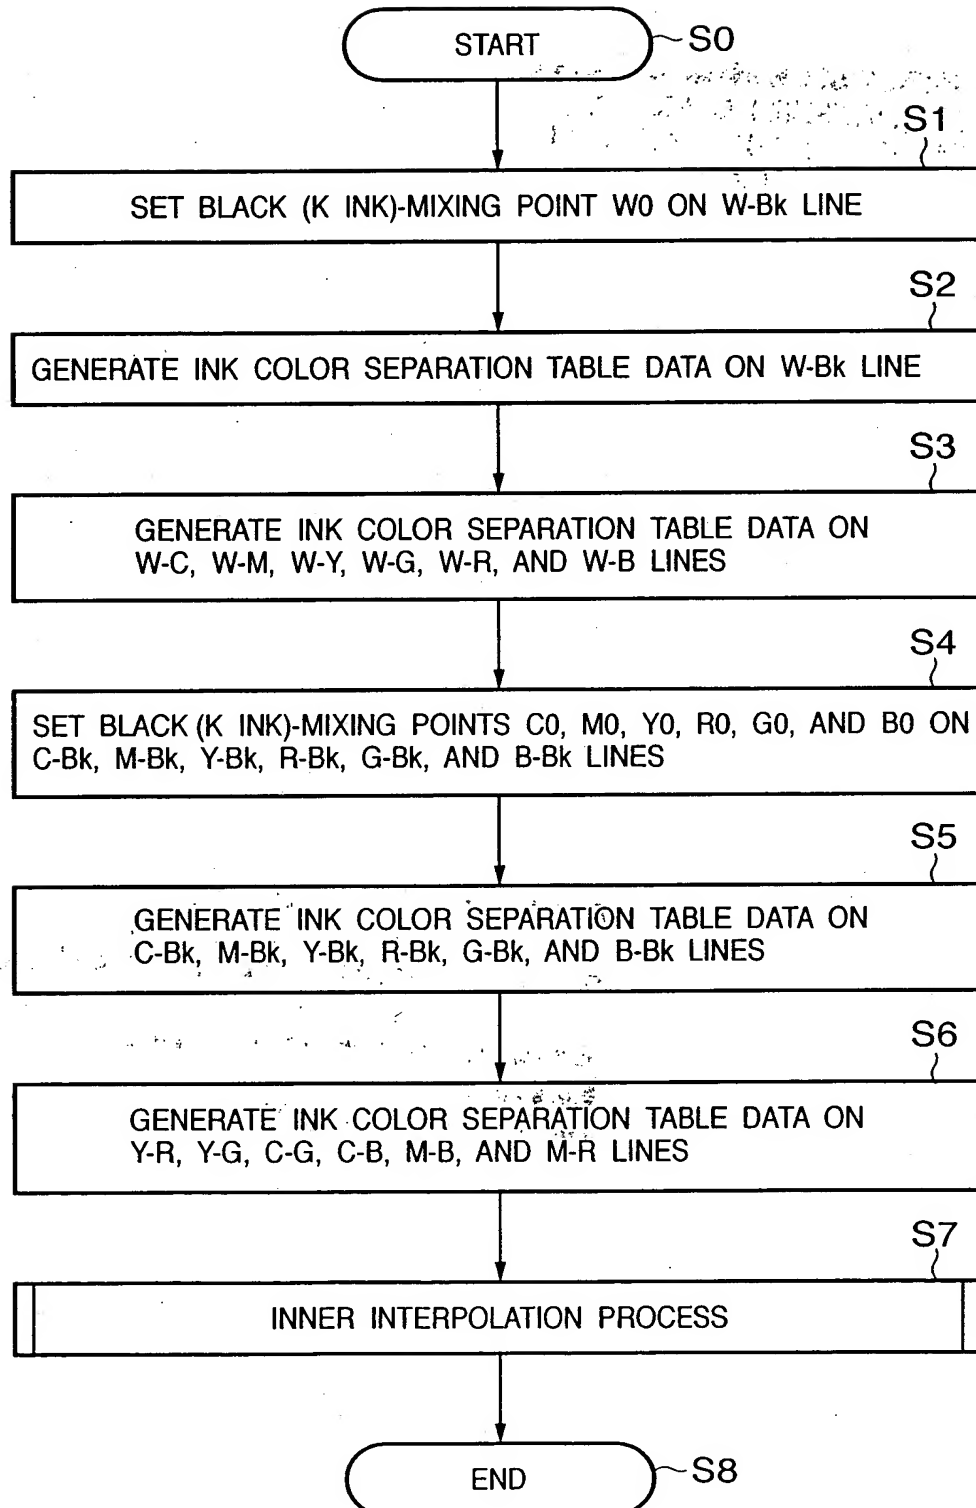 START
S0
S1
SET BLACK (K INK)-MIXING POINT W0 ON W-Bk LINE
S2
GENERATE INK COLOR SEPARATION TABLE DATA ON W-Bk LINE
S3
GENERATE INK COLOR SEPARATION TABLE DATA ON
W-C, W-M, W-Y, W-G, W-R, AND W-B LINES
S4
SET BLACK (K INK)-MIXING POINTS C0, M0, Y0, R0, G0, AND B0 ON
C-Bk, M-Bk, Y-Bk, R-Bk, G-Bk, AND B-Bk LINES
S5
GENERATE INK COLOR SEPARATION TABLE DATA ON
C-Bk, M-Bk, Y-Bk, R-Bk, G-Bk, AND B-Bk LINES
S6
GENERATE INK COLOR SEPARATION TABLE DATA ON
Y-R, Y-G, C-G, C-B, M-B, AND M-R LINES
S7
INNER INTERPOLATION PROCESS
END
S8